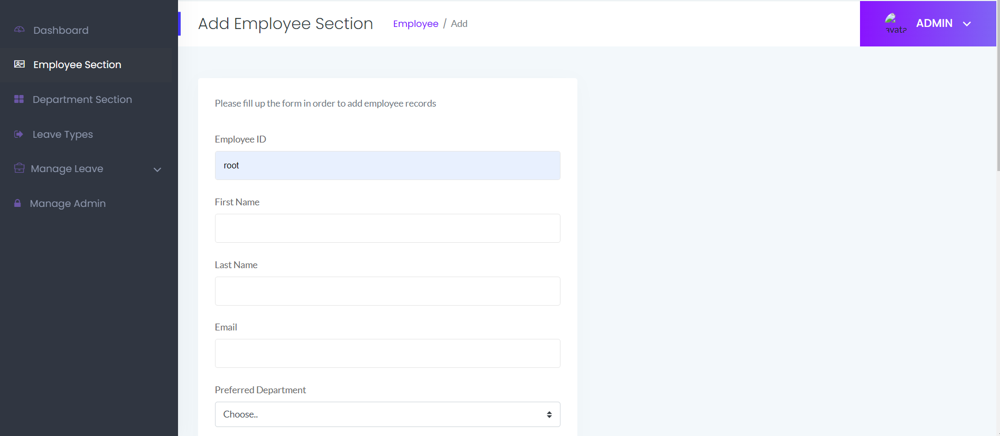 Dashboard
Employee Section
Department Section
Leave Types
Manage Leave
Manage Admin
Add Employee Section
Employee / Add
avata
ADMIN
Please fill up the form in order to add employee records
Employee ID
root
First Name
Last Name
Email
Preferred Department
Choose..